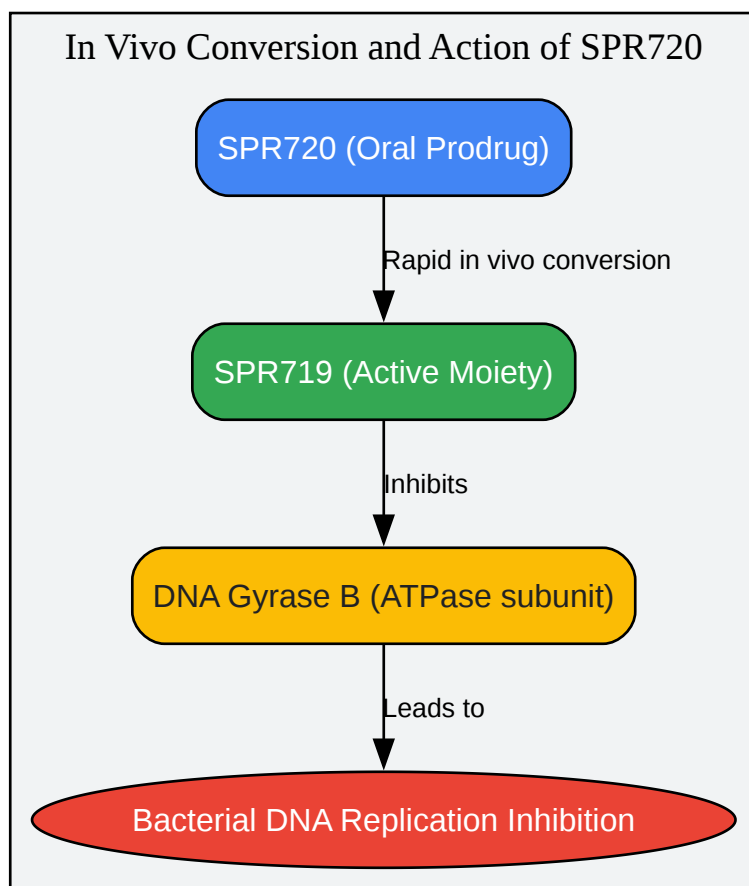 In Vivo Conversion and Action of SPR720
SPR720 (Oral Prodrug)
Rapid in vivo conversion
SPR719 (Active Moiety)
Inhibits
DNA Gyrase B (ATPase subunit)
Leads to
Bacterial DNA Replication Inhibition